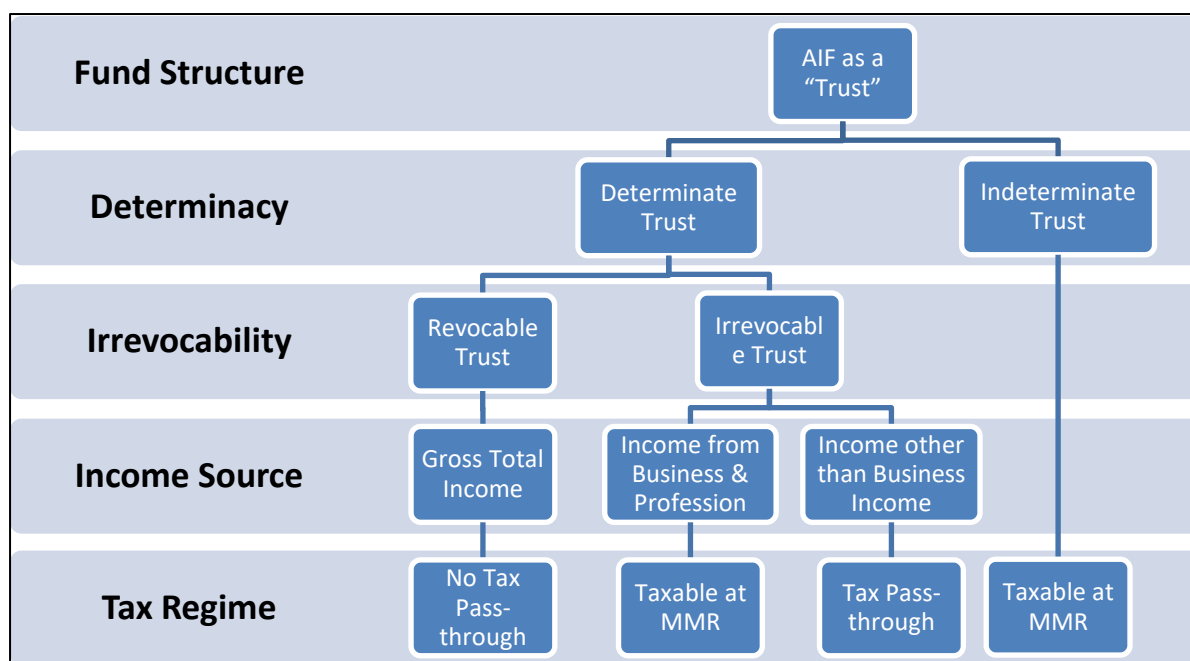 Fund Structure
AIF as a
“Trust”
Determinacy
Determinate
Trust
Indeterminate
Trust
Irrevocability
Revocable
Trust
Irrevocabl
e Trust
Income Source
Gross Total
Income
Income from
Business &
Profession
Income other
than Business
Income
Tax Regime
No Tax
Pass-
through
Taxable at
MMR
Tax Pass-
through
Taxable at
MMR